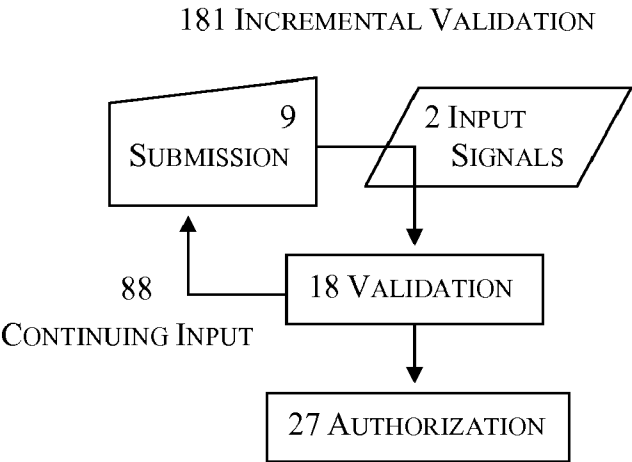 181 INCREMENTAL VALIDATION
9
SUBMISSION
2 INPUT
SIGNALS
18 VALIDATION
88
CONTINUING INPUT
27 AUTHORIZATION